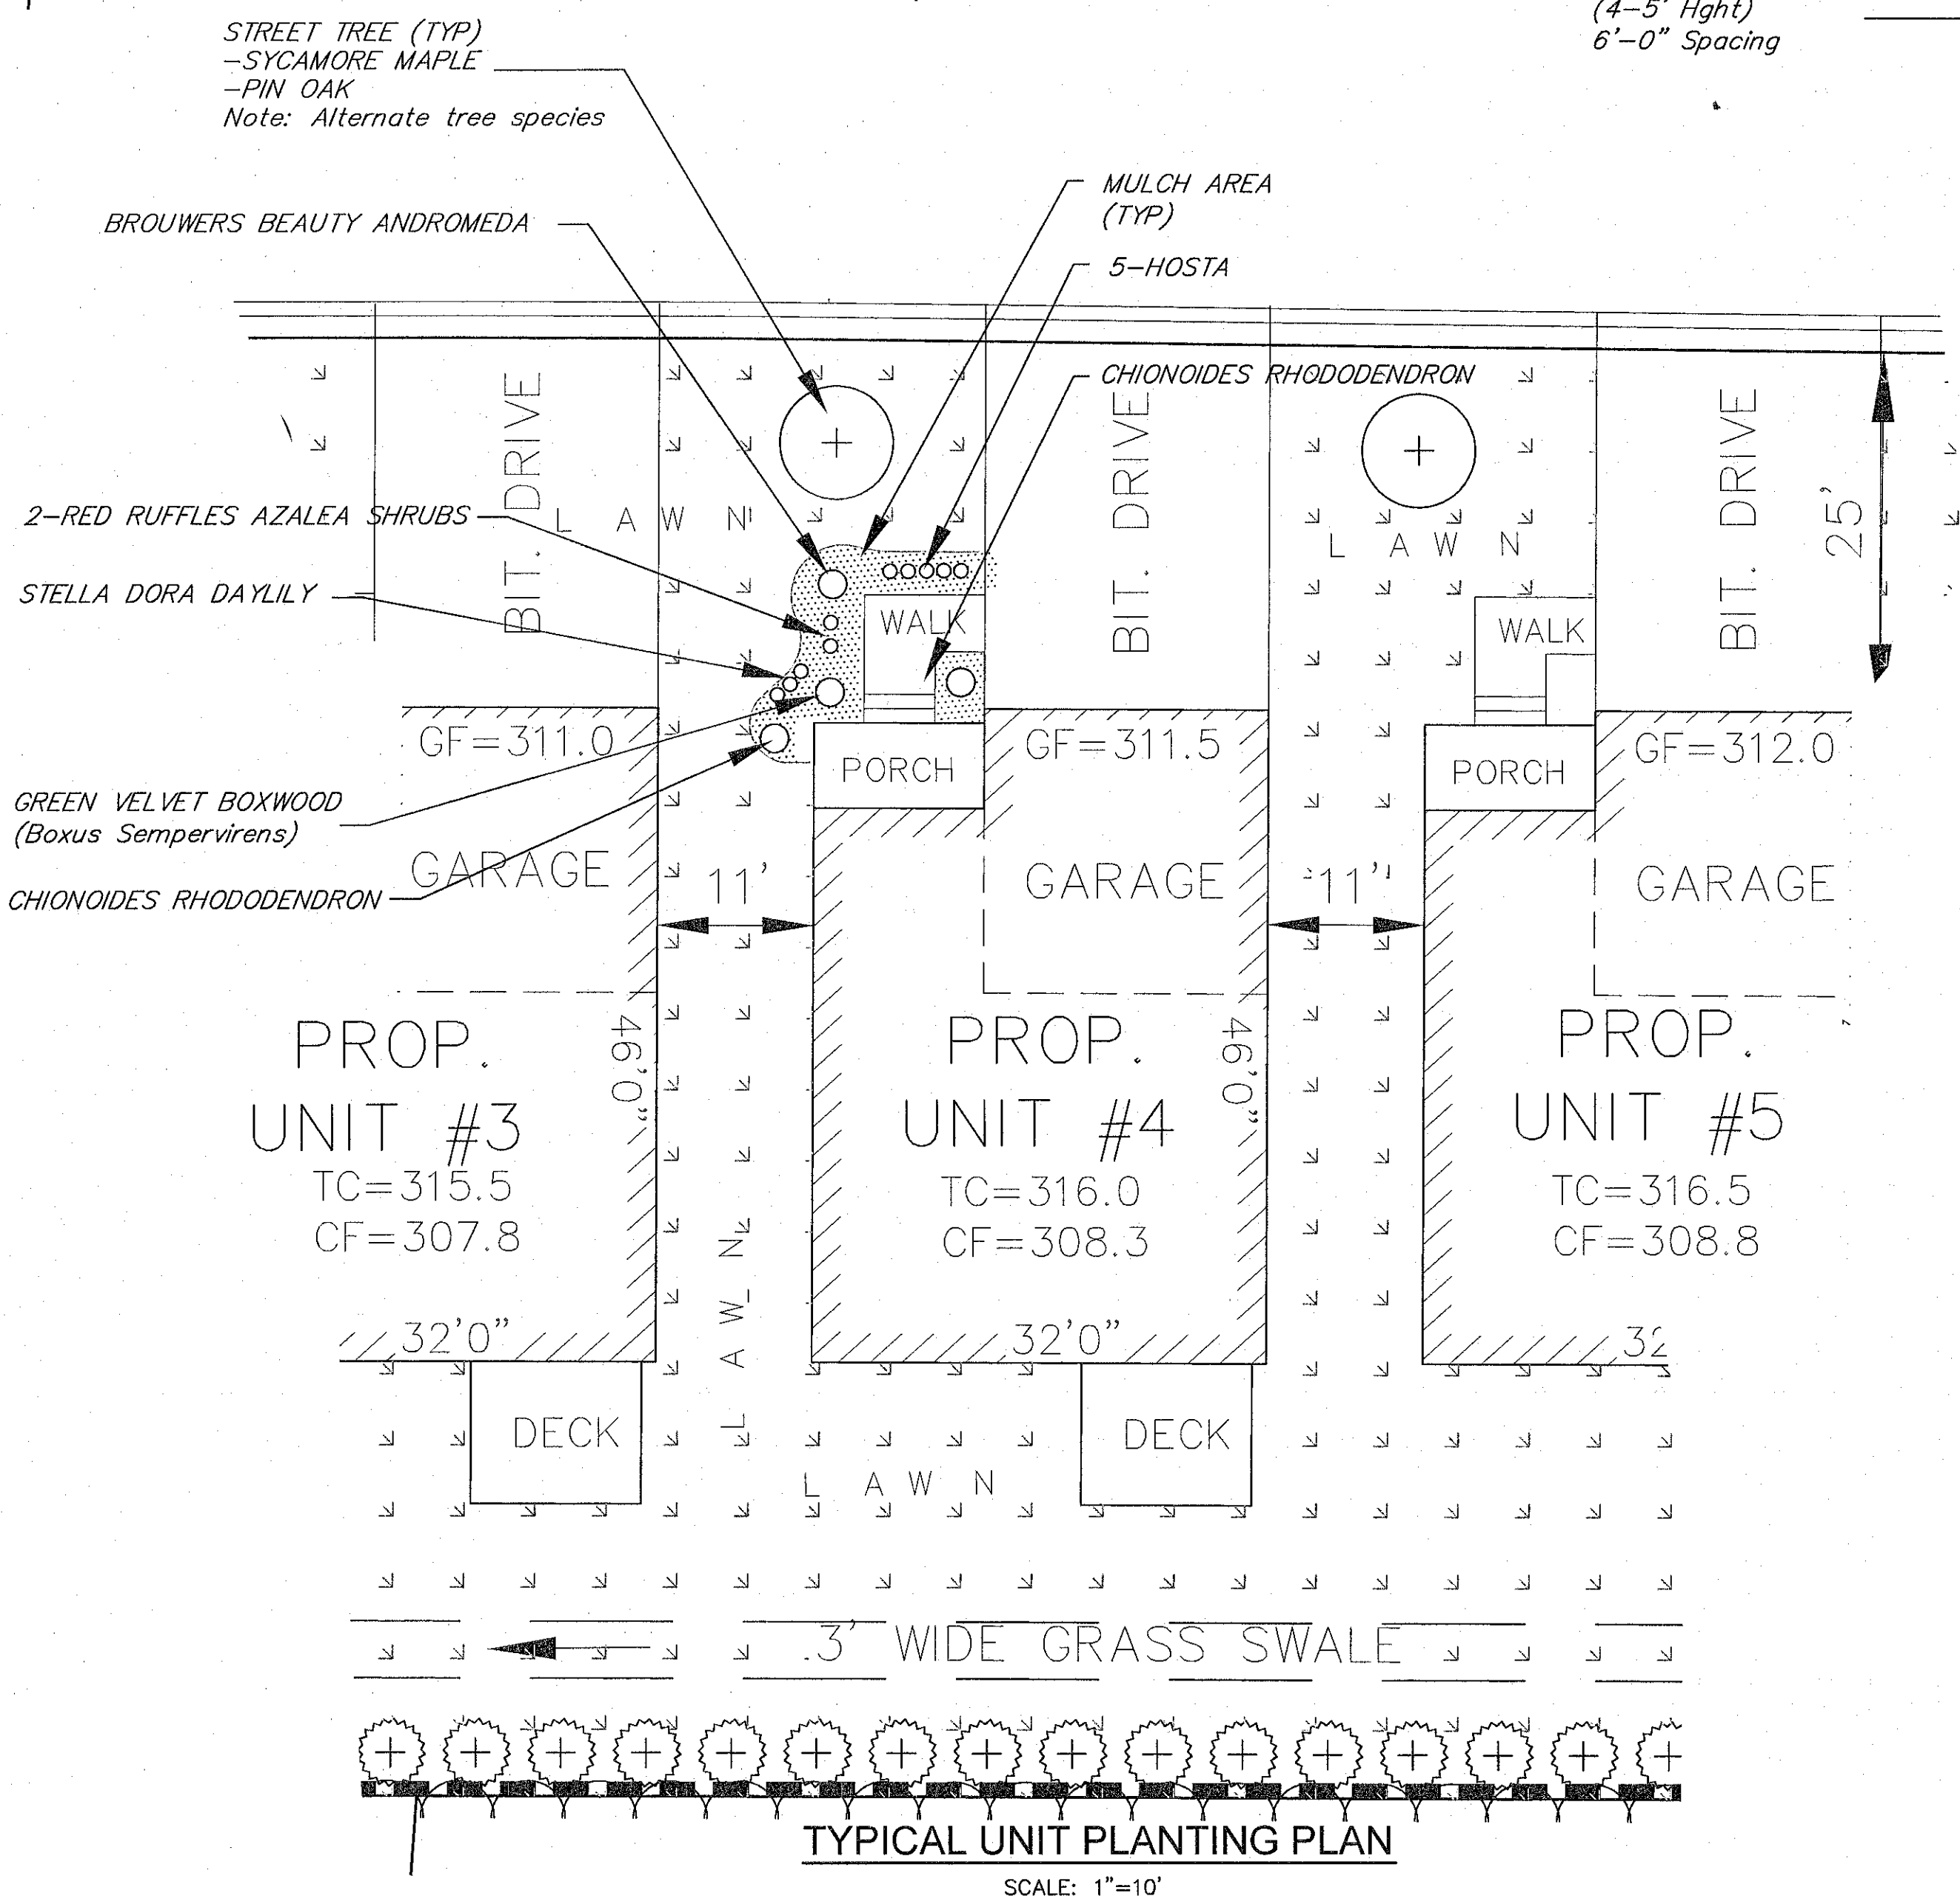 (4-5' Hght)
6'-0" Spacing
STREET TREE (TYP)
-SYCAMORE MAPLE
-PIN OAK
Note: Alternate tree species
MULCH AREA
(TYP)
BROUWERS BEAUTY ANDROMEDA
5-HOSTA
CHIONOIDES RHODODENDRON
BIT. DRIVE
BIT. DRIVE
BIT. DRIVE
25'
2-RED RUFFLES AZALEA SHRUBS
L A W N
L A W N
STELLA DORA DAYLILY
WALK
WALK
GF=311.0
GF=311.5
GF=312.0
PORCH
PORCH
GREEN VELVET BOXWOOD
(Boxus Sempervirens)
GARAGE
GARAGE
GARAGE
CHIONOIDES RHODODENDRON
11'
11'
PROP.
UNIT #3
TC=315.5
CF=307.8
46'0"
32'0"
PROP.
UNIT #4
TC=316.0
CF=308.3
46'0"
32'0"
PROP.
UNIT #5
TC=316.5
CF=308.8
32
L A W N
DECK
DECK
L A W N
3' WIDE GRASS SWALE
TYPICAL UNIT PLANTING PLAN
SCALE: 1"=10'